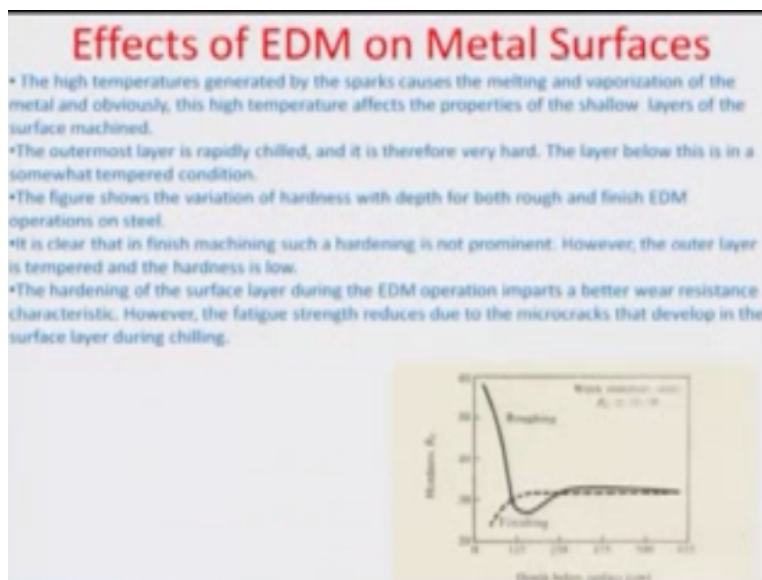 Effects of EDM on Metal Surfaces
• The high temperatures generated by the sparks causes the melting and vaporization of the
metal and obviously, this high temperature affects the properties of the shallow layers of the
surface machined.
•The outermost layer is rapidly chilled, and it is therefore very hard. The layer below this is in a
somewhat tempered condition.
•The figure shows the variation of hardness with depth for both rough and finish EDM
operations on steel.
•It is clear that in finish machining such a hardening is not prominent. However, the outer layer
is tempered and the hardness is low.
•The hardening of the surface layer during the EDM operation imparts a better wear resistance
characteristic. However, the fatigue strength reduces due to the microcracks that develop in the
surface layer during chilling.
Roughing
Finishing
Hardness,
Depth below surface